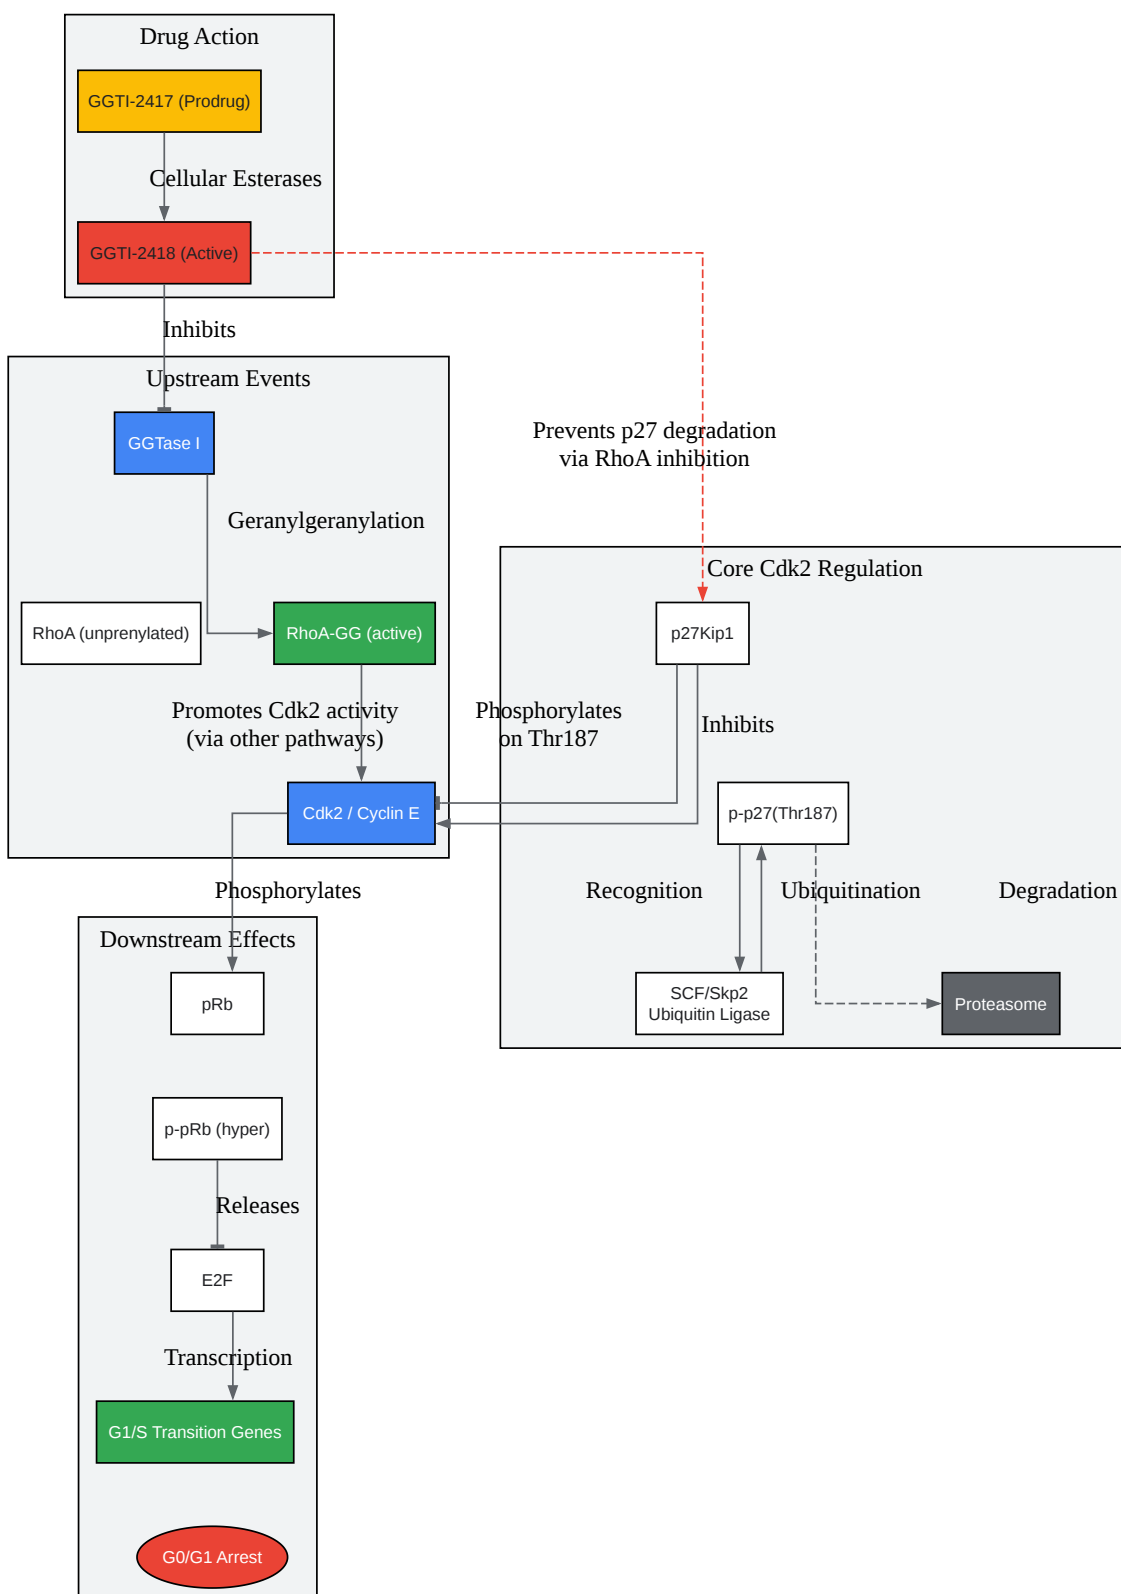 Drug Action
GGTI-2417 (Prodrug)
Cellular Esterases
GGTI-2418 (Active)
Inhibits
Upstream Events
GGTase I
Prevents p27 degradation
via RhoA inhibition
Geranylgeranylation
Core Cdk2 Regulation
RhoA (unprenylated)
RhoA-GG (active)
p27Kip1
Promotes Cdk2 activity
(via other pathways)
Phosphorylates
on Thr187
Inhibits
Cdk2 / Cyclin E
p-p27(Thr187)
Phosphorylates
Recognition
Ubiquitination
Degradation
Downstream Effects
pRb
SCF/Skp2
Ubiquitin Ligase
Proteasome
p-pRb (hyper)
Releases
E2F
Transcription
G1/S Transition Genes
G0/G1 Arrest